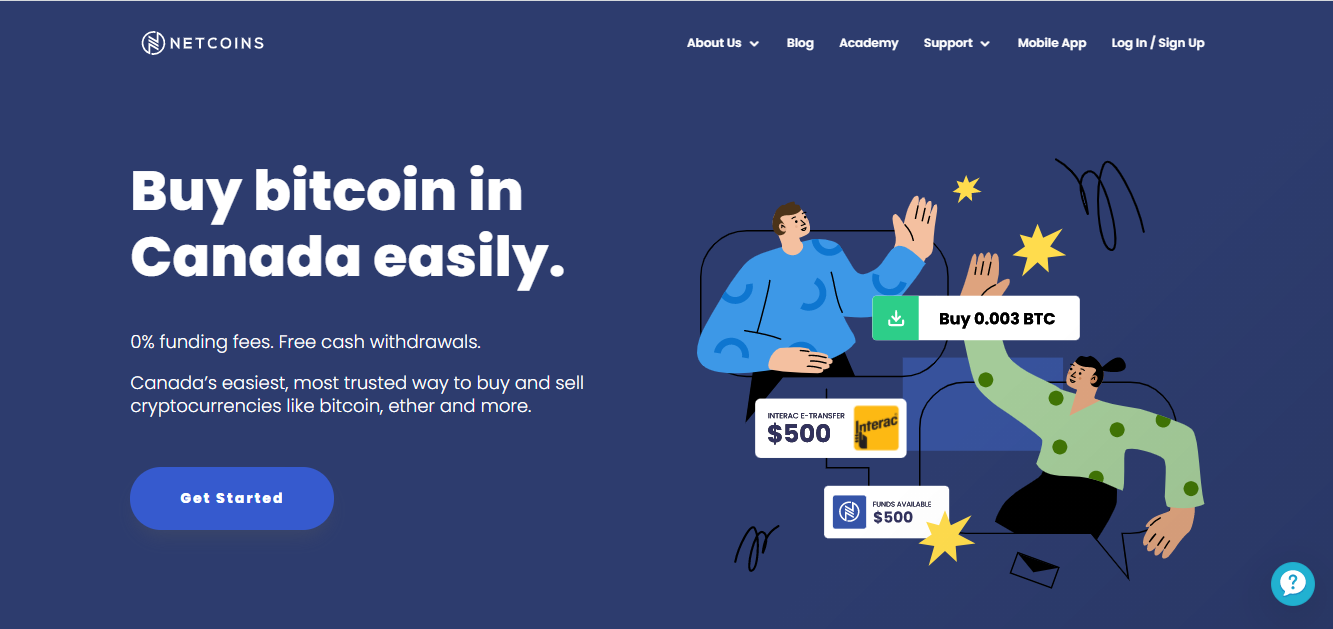 NETCOINS
About Us
Blog
Academy
Support
Mobile App
Log In / Sign Up
Buy bitcoin in
Canada easily.
0% funding fees. Free cash withdrawals.
Canada’s easiest, most trusted way to buy and sell
cryptocurrencies like bitcoin, ether and more.
Get Started
Buy 0.003 BTC
INTERAC E-TRANSFER
$500
Interac
FUNDS AVAILABLE
$500
?